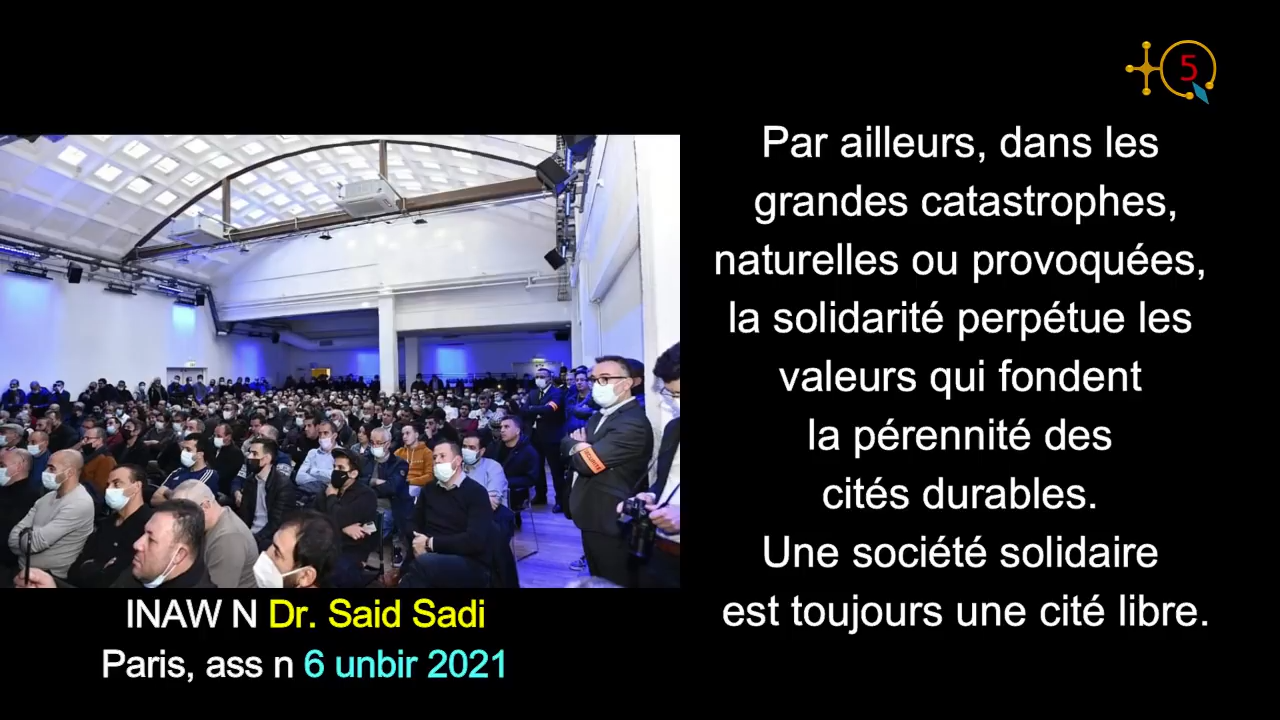 5
Par ailleurs, dans les
grandes catastrophes,
naturelles ou provoquées,
la solidarité perpétue les
valeurs qui fondent
la pérennité des
cités durables.
Une société solidaire
est toujours une cité libre.
SÉCURITÉ
INAW N Dr. Said Sadi
Paris, ass n 6 unbir 2021